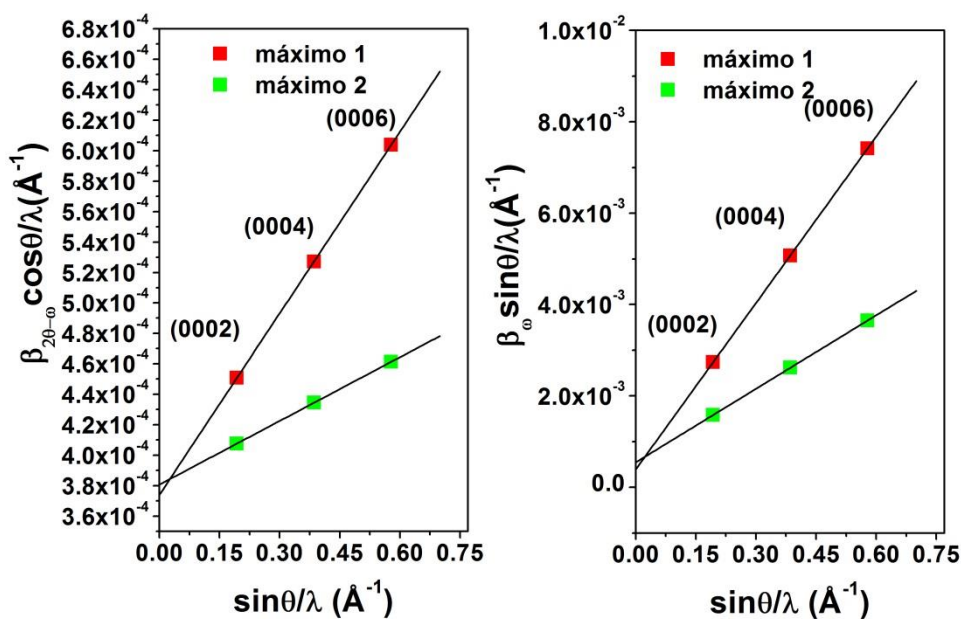 6.8x10⁻⁴
6.6x10⁻⁴
6.4x10⁻⁴
6.2x10⁻⁴
6.0x10⁻⁴
5.8x10⁻⁴
5.6x10⁻⁴
5.4x10⁻⁴
5.2x10⁻⁴
5.0x10⁻⁴
4.8x10⁻⁴
4.6x10⁻⁴
4.4x10⁻⁴
4.2x10⁻⁴
4.0x10⁻⁴
3.8x10⁻⁴
3.6x10⁻⁴
β2θ−ω cosθ/λ(Å⁻¹)
máximo 1
máximo 2
(0006)
(0004)
(0002)
0.00 0.15 0.30 0.45 0.60 0.75
sinθ/λ (Å⁻¹)
1.0x10⁻²
8.0x10⁻³
6.0x10⁻³
4.0x10⁻³
2.0x10⁻³
0.0
βω sinθ/λ(Å⁻¹)
máximo 1
máximo 2
(0006)
(0004)
(0002)
0.00 0.15 0.30 0.45 0.60 0.75
sinθ/λ (Å⁻¹)